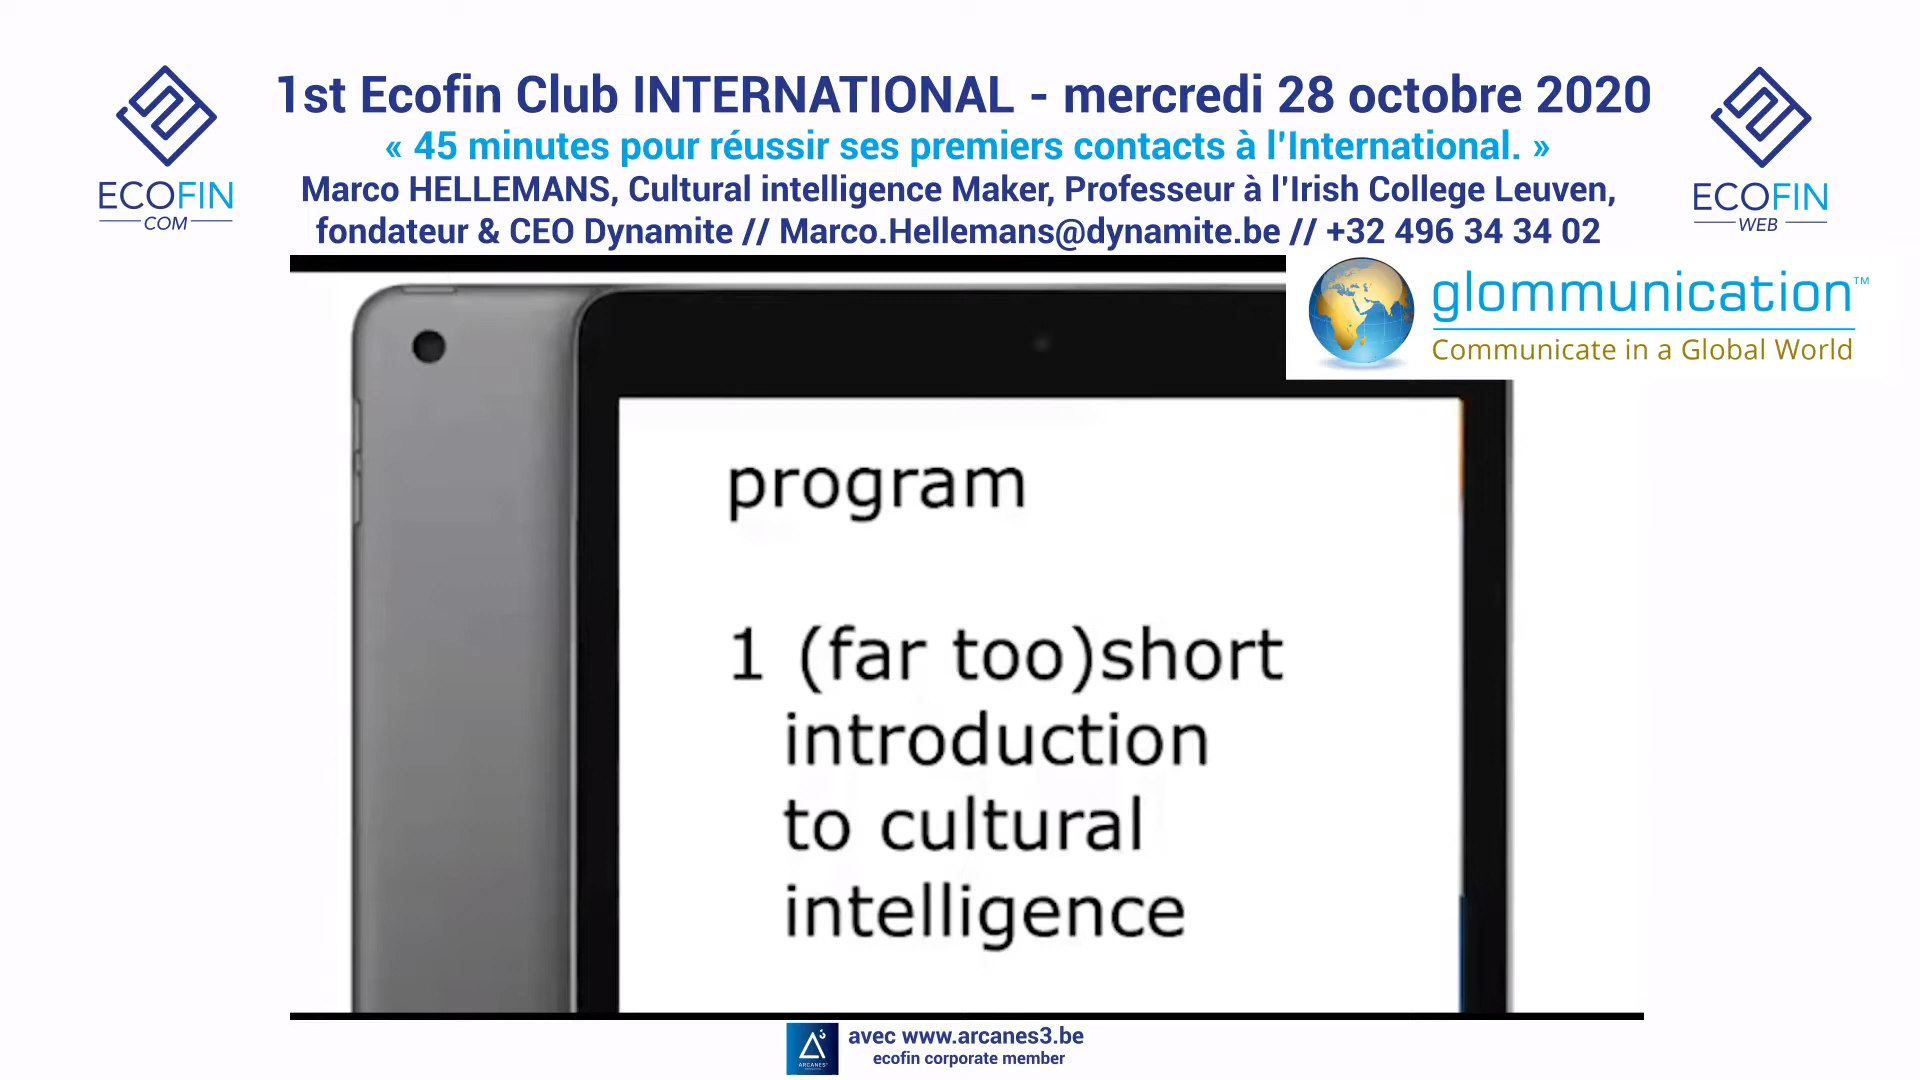 1st Ecofin Club INTERNATIONAL - mercredi 28 octobre 2020
« 45 minutes pour réussir ses premiers contacts à l'International. »
Marco HELLEMANS, Cultural intelligence Maker, Professeur à l'Irish College Leuven,
fondateur & CEO Dynamite // Marco.Hellemans@dynamite.be // +32 496 34 34 02
ECOFIN
COM
ECOFIN
WEB
glommunication™
Communicate in a Global World
program
1 (far too)short
introduction
to cultural
intelligence
avec www.arcanes3.be
ecofin corporate member
ARCANES³